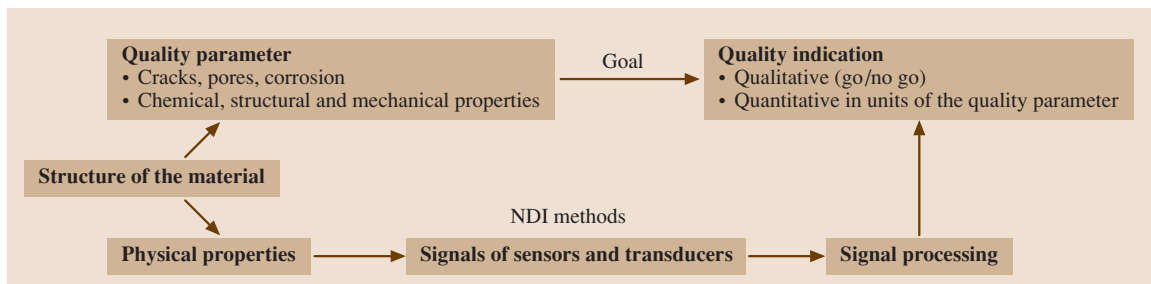 Quality parameter
• Cracks, pores, corrosion
• Chemical, structural and mechanical properties
Goal
Quality indication
• Qualitative (go/no go)
• Quantitative in units of the quality parameter
Structure of the material
NDI methods
Physical properties
Signals of sensors and transducers
Signal processing